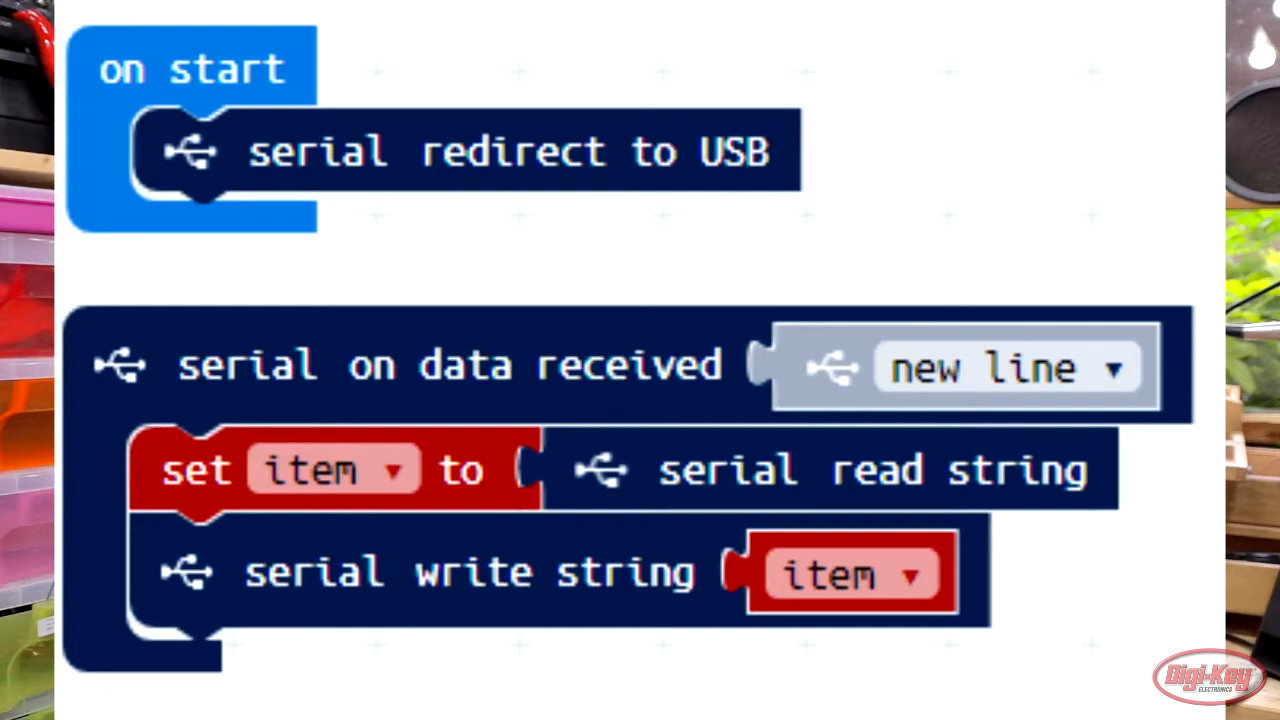 on start
serial redirect to USB
serial on data received new line
set item to serial read string
serial write string item
Digi-Key
ELECTRONICS